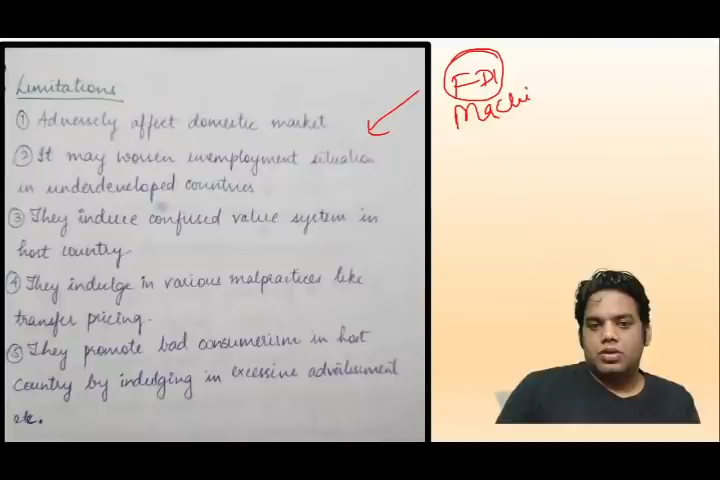 Limitations
① Adversely affect domestic market
② It may worsen unemployment situation
in underdeveloped countries
③ They induce confused value system in
host country
④ They indulge in various malpractices like
transfer pricing.
⑤ They promote bad consumerism in host
country by indulging in excessive advertisement
etc.
FDI
Machi